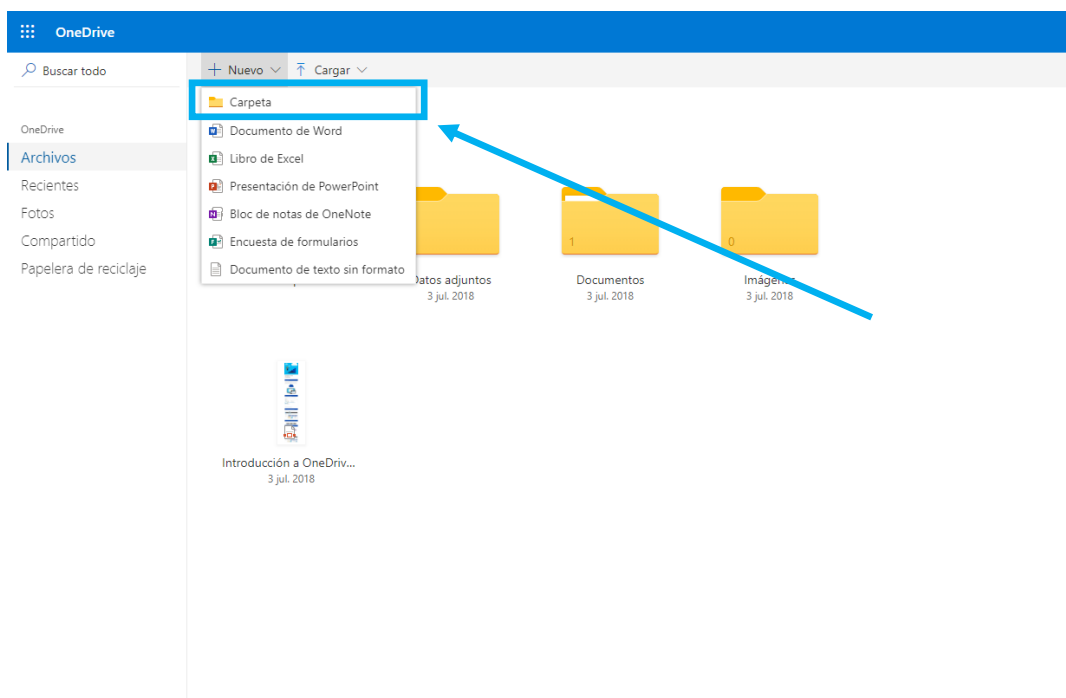 OneDrive
Buscar todo
Nuevo
Cargar
Carpeta
Documento de Word
Libro de Excel
Presentación de PowerPoint
Bloc de notas de OneNote
Encuesta de formularios
Documento de texto sin formato
OneDrive
Archivos
Recientes
Fotos
Compartido
Papelera de reciclaje
1
0
adjuntos
3 jul. 2018
Documentos
3 jul. 2018
Imágenes
3 jul. 2018
Introducción a OneDriv...
3 jul. 2018